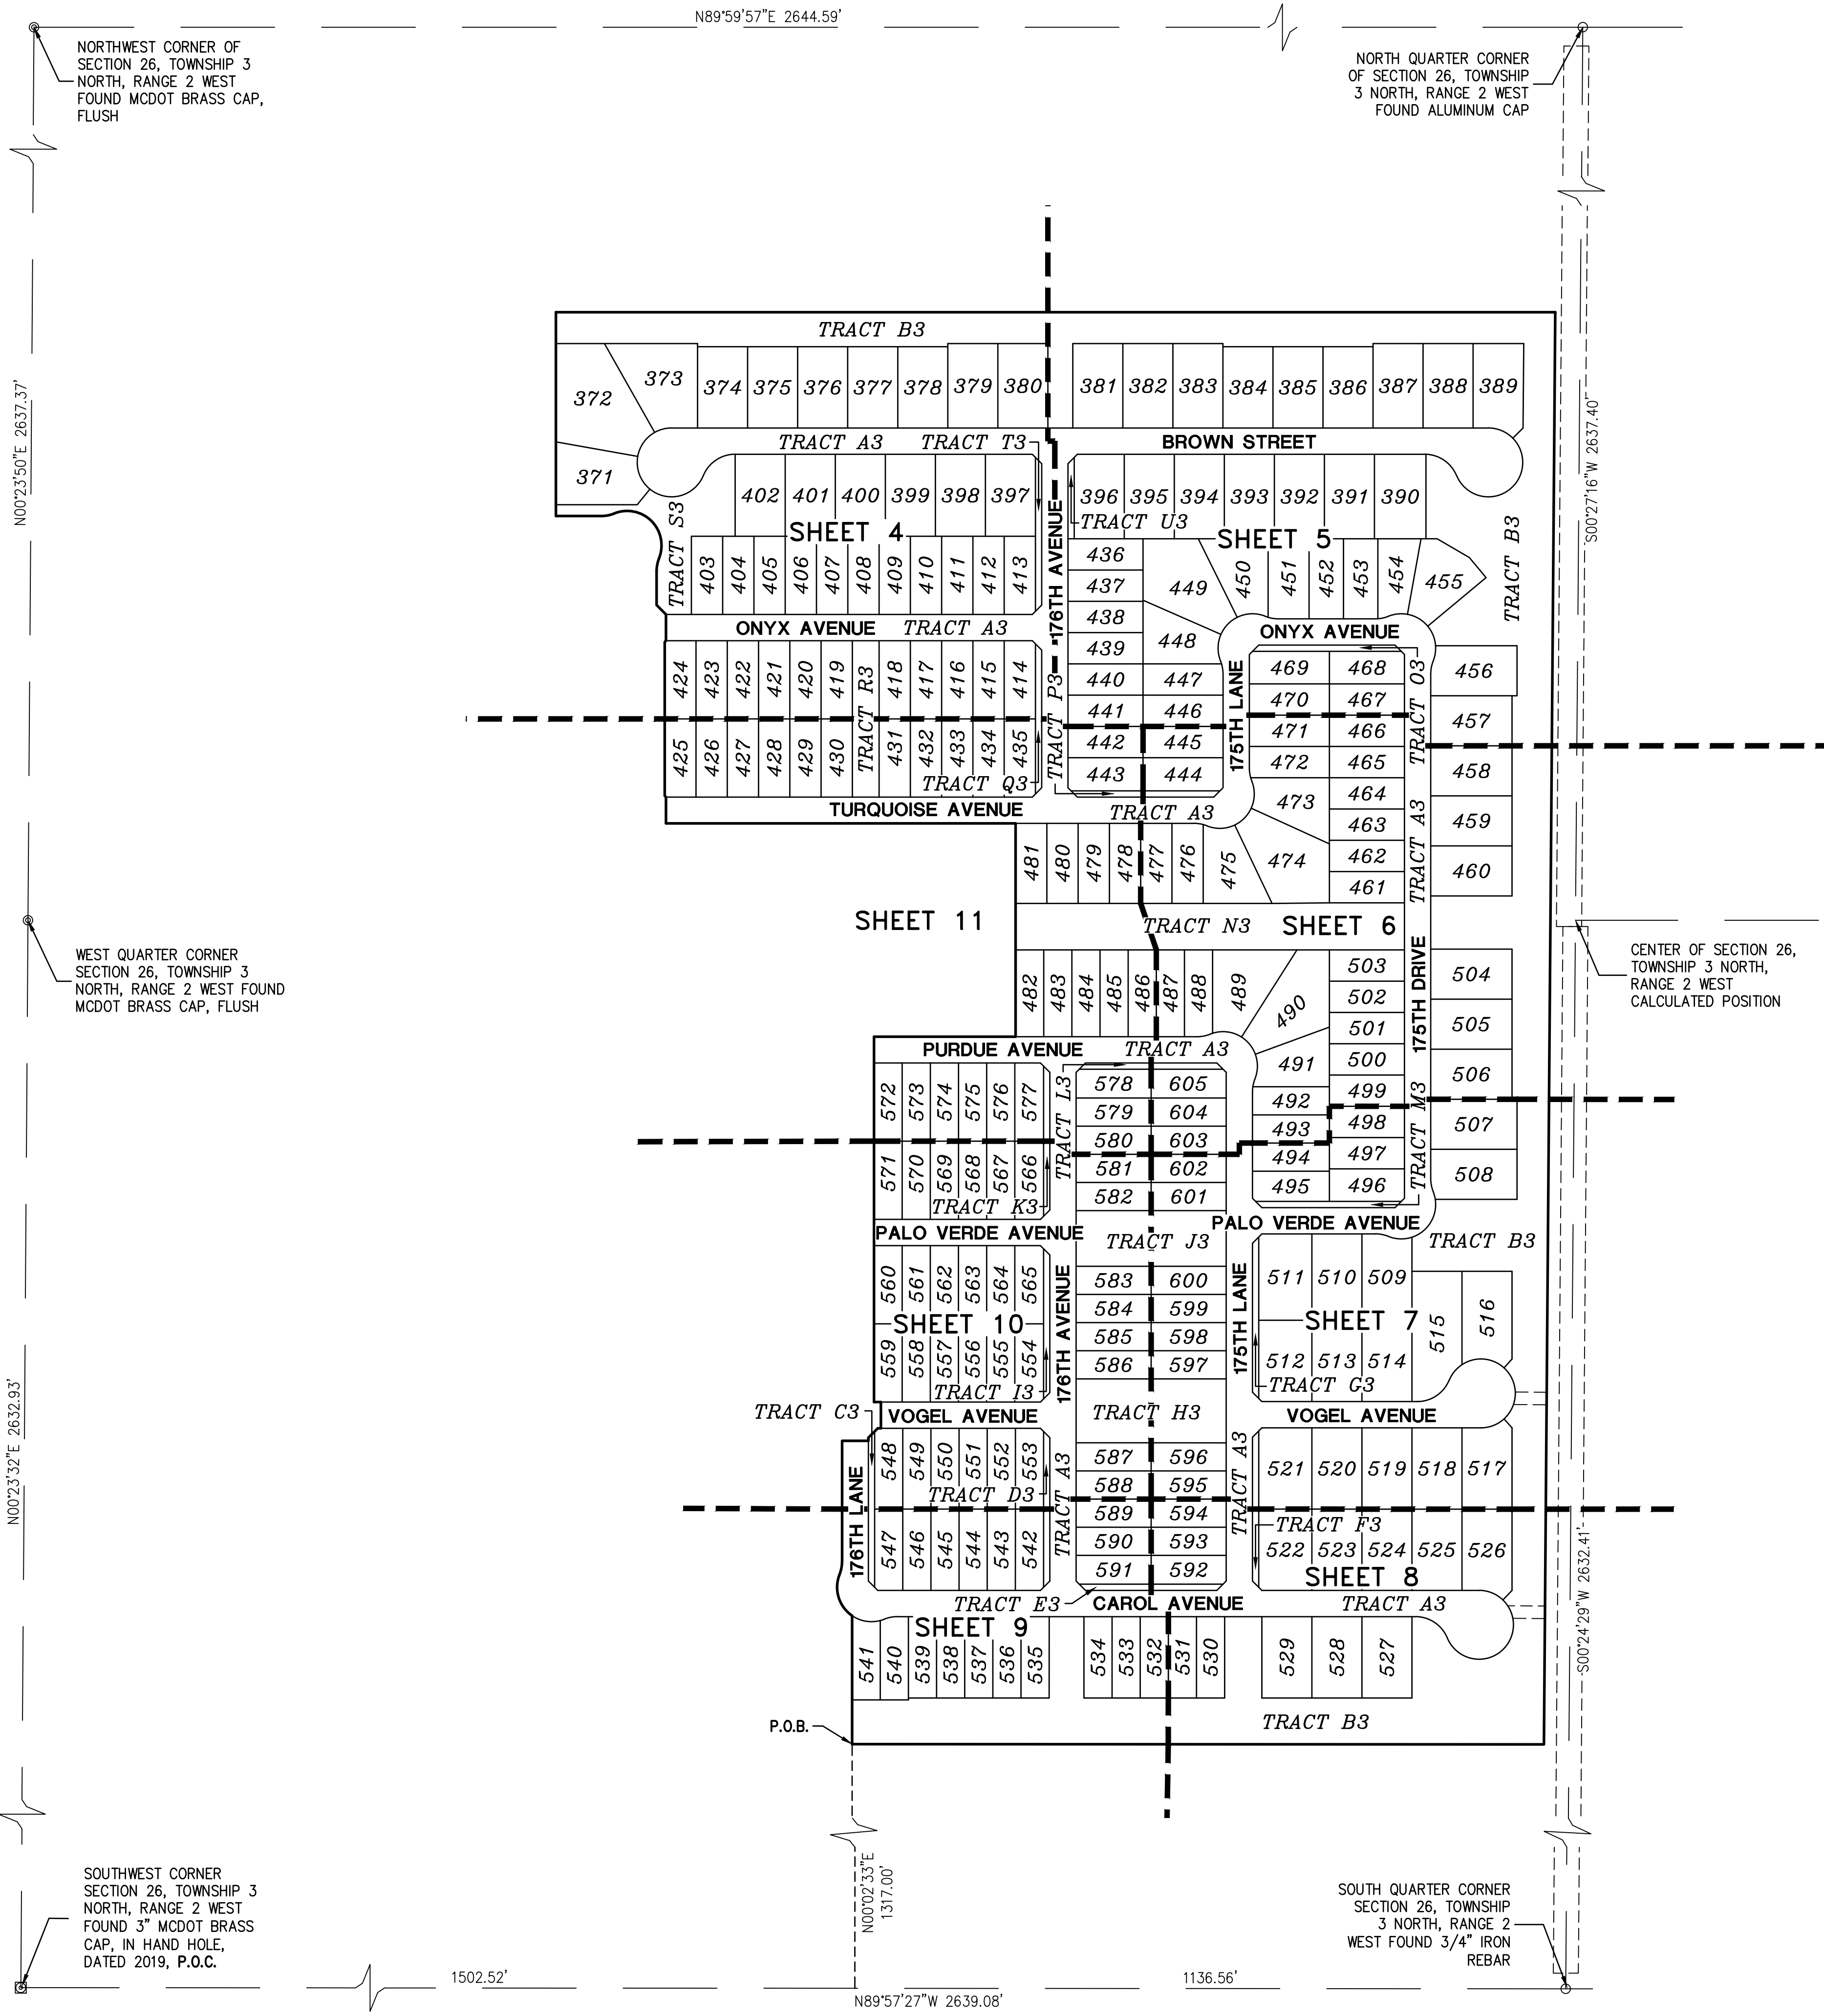 N89°59'57"E 2644.59'
NORTHWEST CORNER OF
SECTION 26, TOWNSHIP 3
NORTH, RANGE 2 WEST
FOUND MCDOT BRASS CAP,
FLUSH
NORTH QUARTER CORNER
OF SECTION 26, TOWNSHIP
3 NORTH, RANGE 2 WEST
FOUND ALUMINUM CAP
N00°23'50"E 2637.37'
S00°27'16"W 2637.40'
TRACT B3
372
373
374 375 376 377 378 379 380
381 382 383 384 385 386 387 388 389
TRACT A3
TRACT T3
BROWN STREET
371
402 401 400 399 398 397
396 395 394 393 392 391 390
TRACT S3
SHEET 4
176TH AVENUE
TRACT U3
SHEET 5
TRACT B3
403 404 405 406 407 408 409 410 411 412 413
436
437
438
439
440
441
442
443
449
448
447
446
445
444
450 451 452 453 454 455
ONYX AVENUE
TRACT A3
ONYX AVENUE
424 423 422 421 420 419 TRACT R3 418 417 416 415 414
TRACT P3
175TH LANE
469 468
470 467
471 466
472 465
473 464
463
474 462
461
TRACT O3
456
457
458
459
460
425 426 427 428 429 430 431 432 433 434 435
TRACT Q3
TURQUOISE AVENUE
TRACT A3
TRACT A3
481 480 479 478 477 476 475
SHEET 11
TRACT N3
SHEET 6
WEST QUARTER CORNER
SECTION 26, TOWNSHIP 3
NORTH, RANGE 2 WEST FOUND
MCDOT BRASS CAP, FLUSH
CENTER OF SECTION 26,
TOWNSHIP 3 NORTH,
RANGE 2 WEST
CALCULATED POSITION
482 483 484 485 486 487 488 489
490
491
492
493
494
495
503
502
501
500
499
498
497
496
175TH DRIVE
TRACT M3
504
505
506
507
508
PURDUE AVENUE
TRACT A3
572 573 574 575 576 577
TRACT L3
578 605
579 604
580 603
581 602
582 601
571 570 569 568 567 566
TRACT K3
PALO VERDE AVENUE
TRACT J3
PALO VERDE AVENUE
TRACT B3
560 561 562 563 564 565
176TH AVENUE
583 600
584 599
585 598
586 597
175TH LANE
511 510 509
SHEET 10
SHEET 7
515 516
559 558 557 556 555 554
512 513 514
TRACT I3
TRACT G3
TRACT C3
VOGEL AVENUE
TRACT H3
VOGEL AVENUE
N00°23'32"E 2632.93'
176TH LANE
548 549 550 551 552 553
TRACT D3
TRACT A3
587 596
588 595
589 594
590 593
591 592
TRACT A3
521 520 519 518 517
TRACT F3
547 546 545 544 543 542
522 523 524 525 526
SHEET 8
S00°24'29"W 2632.41'
TRACT E3
CAROL AVENUE
TRACT A3
SHEET 9
541 540 539 538 537 536 535
534 533 532 531 530
529 528 527
P.O.B.
TRACT B3
N00°02'33"E
1317.00'
SOUTHWEST CORNER
SECTION 26, TOWNSHIP 3
NORTH, RANGE 2 WEST
FOUND 3" MCDOT BRASS
CAP, IN HAND HOLE,
DATED 2019, P.O.C.
SOUTH QUARTER CORNER
SECTION 26, TOWNSHIP
3 NORTH, RANGE 2
WEST FOUND 3/4" IRON
REBAR
1502.52'
1136.56'
N89°57'27"W 2639.08'